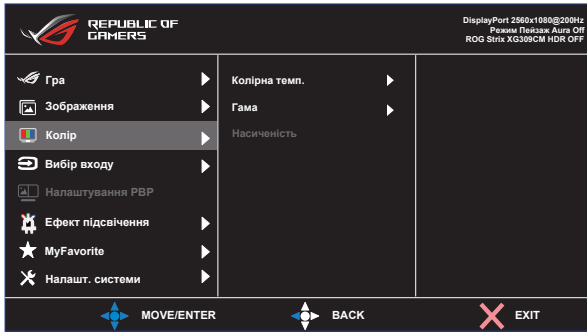 REPUBLIC OF
GAMERS
DisplayPort 2560x1080@200Hz
Режим Пейзаж Aura Off
ROG Strix XG309CM HDR OFF
Гра
Зображення
Колір
Вибір входу
Налаштування PBP
Ефект підсвічення
MyFavorite
Налашт. системи
Колірна темп.
Гама
Насиченість
MOVE/ENTER
BACK
EXIT